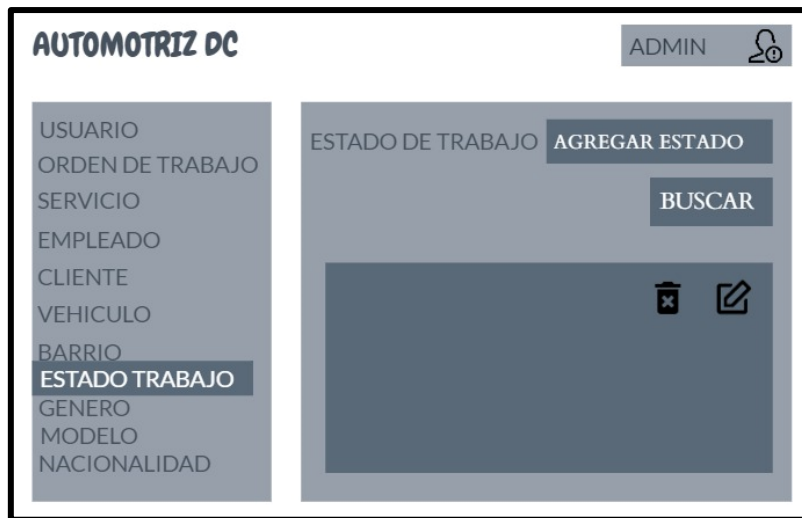 AUTOMOTRIZ DC
ADMIN
USUARIO
ORDEN DE TRABAJO
SERVICIO
EMPLEADO
CLIENTE
VEHICULO
BARRIO
ESTADO TRABAJO
GENERO
MODELO
NACIONALIDAD
ESTADO DE TRABAJO
AGREGAR ESTADO
BUSCAR